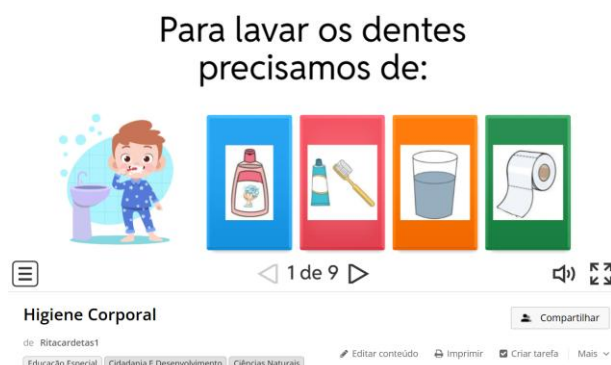 Para lavar os dentes
precisamos de:
1 de 9
Higiene Corporal
Compartilhar
de Ritacardetas1
Educação Especial Cidadania E Desenvolvimento Ciências Naturais
Editar conteúdo Imprimir Criar tarefa Mais